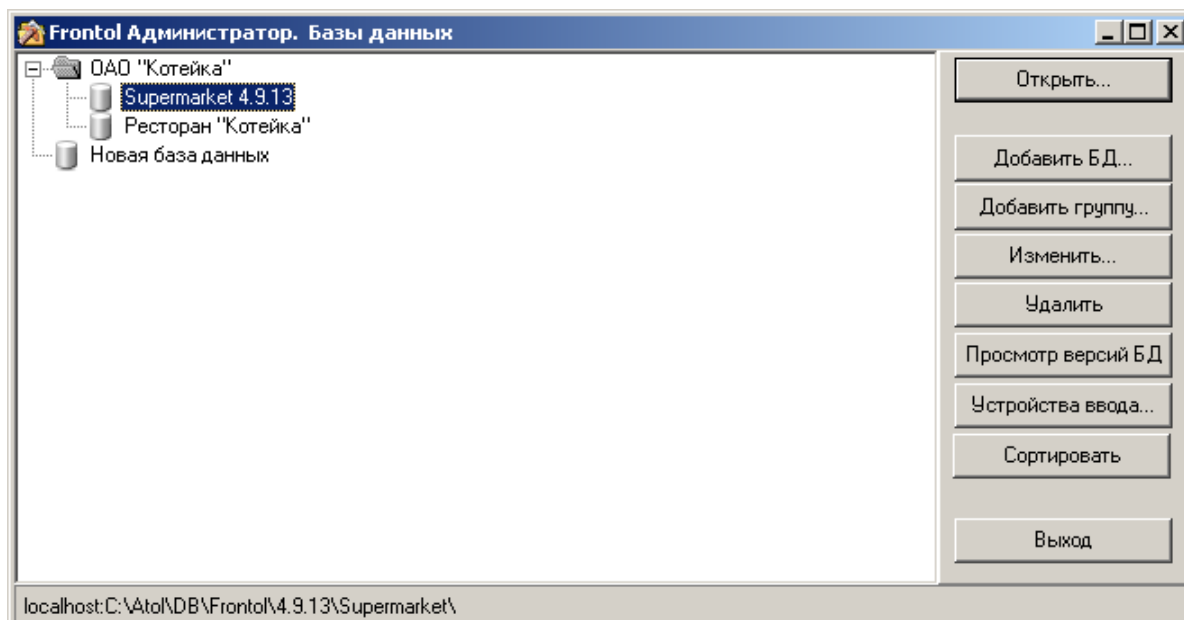 Frontol Администратор. Базы данных
ОАО "Котейка"
Supermarket 4.9.13
Ресторан "Котейка"
Новая база данных
Открыть...
Добавить БД...
Добавить группу...
Изменить...
Удалить
Просмотр версий БД
Устройства ввода...
Сортировать
Выход
localhost:C:\Atol\DB\Frontol\4.9.13\Supermarket\